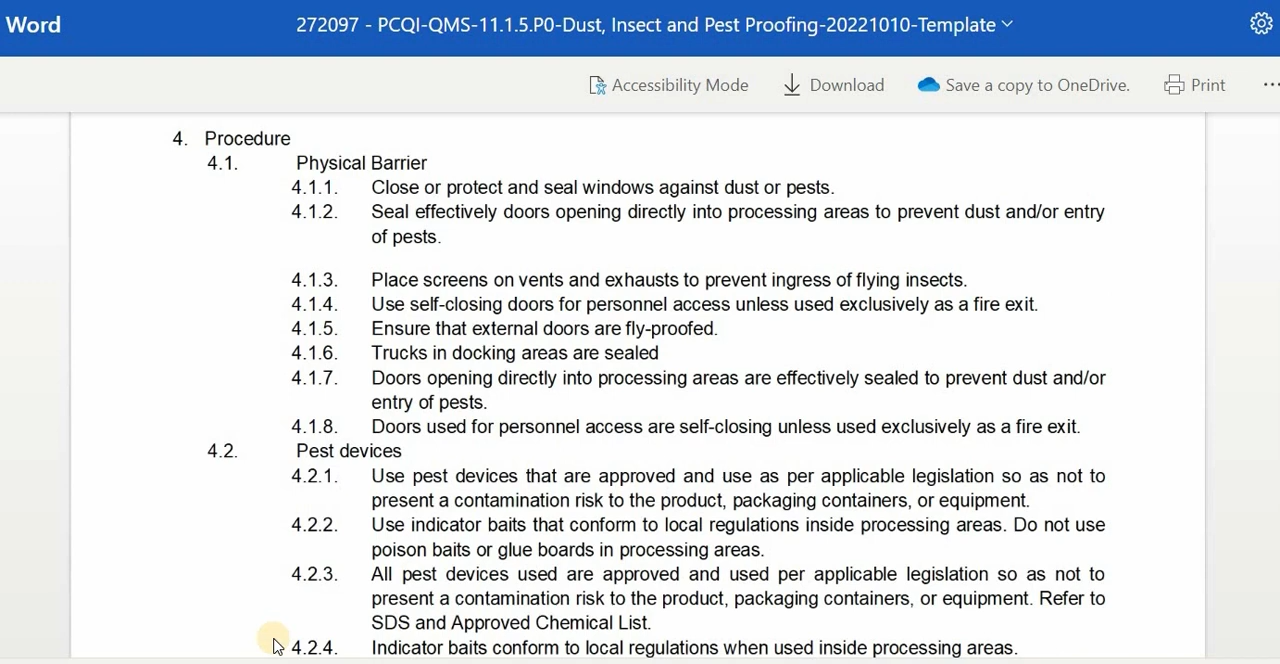 Word
272097 - PCQI-QMS-11.1.5.P0-Dust, Insect and Pest Proofing-20221010-Template
Accessibility Mode
Download
Save a copy to OneDrive.
Print
...
4. Procedure
4.1. Physical Barrier
4.1.1. Close or protect and seal windows against dust or pests.
4.1.2. Seal effectively doors opening directly into processing areas to prevent dust and/or entry
of pests.
4.1.3. Place screens on vents and exhausts to prevent ingress of flying insects.
4.1.4. Use self-closing doors for personnel access unless used exclusively as a fire exit.
4.1.5. Ensure that external doors are fly-proofed.
4.1.6. Trucks in docking areas are sealed
4.1.7. Doors opening directly into processing areas are effectively sealed to prevent dust and/or
entry of pests.
4.1.8. Doors used for personnel access are self-closing unless used exclusively as a fire exit.
4.2. Pest devices
4.2.1. Use pest devices that are approved and use as per applicable legislation so as not to
present a contamination risk to the product, packaging containers, or equipment.
4.2.2. Use indicator baits that conform to local regulations inside processing areas. Do not use
poison baits or glue boards in processing areas.
4.2.3. All pest devices used are approved and used per applicable legislation so as not to
present a contamination risk to the product, packaging containers, or equipment. Refer to
SDS and Approved Chemical List.
4.2.4. Indicator baits conform to local regulations when used inside processing areas.